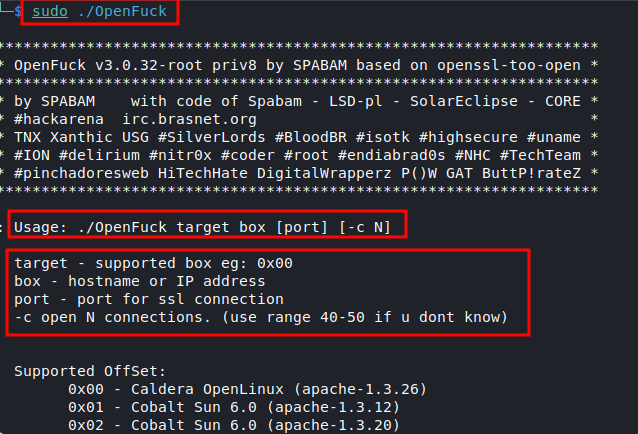 └─$ sudo ./OpenFuck
*******************************************************************
* OpenFuck v3.0.32-root priv8 by SPABAM based on openssl-too-open *
*******************************************************************
* by SPABAM    with code of Spabam - LSD-pl - SolarEclipse - CORE *
* #hackarena  irc.brasnet.org                                     *
* TNX Xanthic USG #SilverLords #BloodBR #isotk #highsecure #uname *
* #ION #delirium #nitr0x #coder #root #endiabrad0s #NHC #TechTeam *
* #pinchadoresweb HiTechHate DigitalWrapperz P()W GAT ButtP!rateZ *
*******************************************************************
: Usage: ./OpenFuck target box [port] [-c N]
target - supported box eg: 0x00
box - hostname or IP address
port - port for ssl connection
-c open N connections. (use range 40-50 if u dont know)
Supported OffSet:
0x00 - Caldera OpenLinux (apache-1.3.26)
0x01 - Cobalt Sun 6.0 (apache-1.3.12)
0x02 - Cobalt Sun 6.0 (apache-1.3.20)